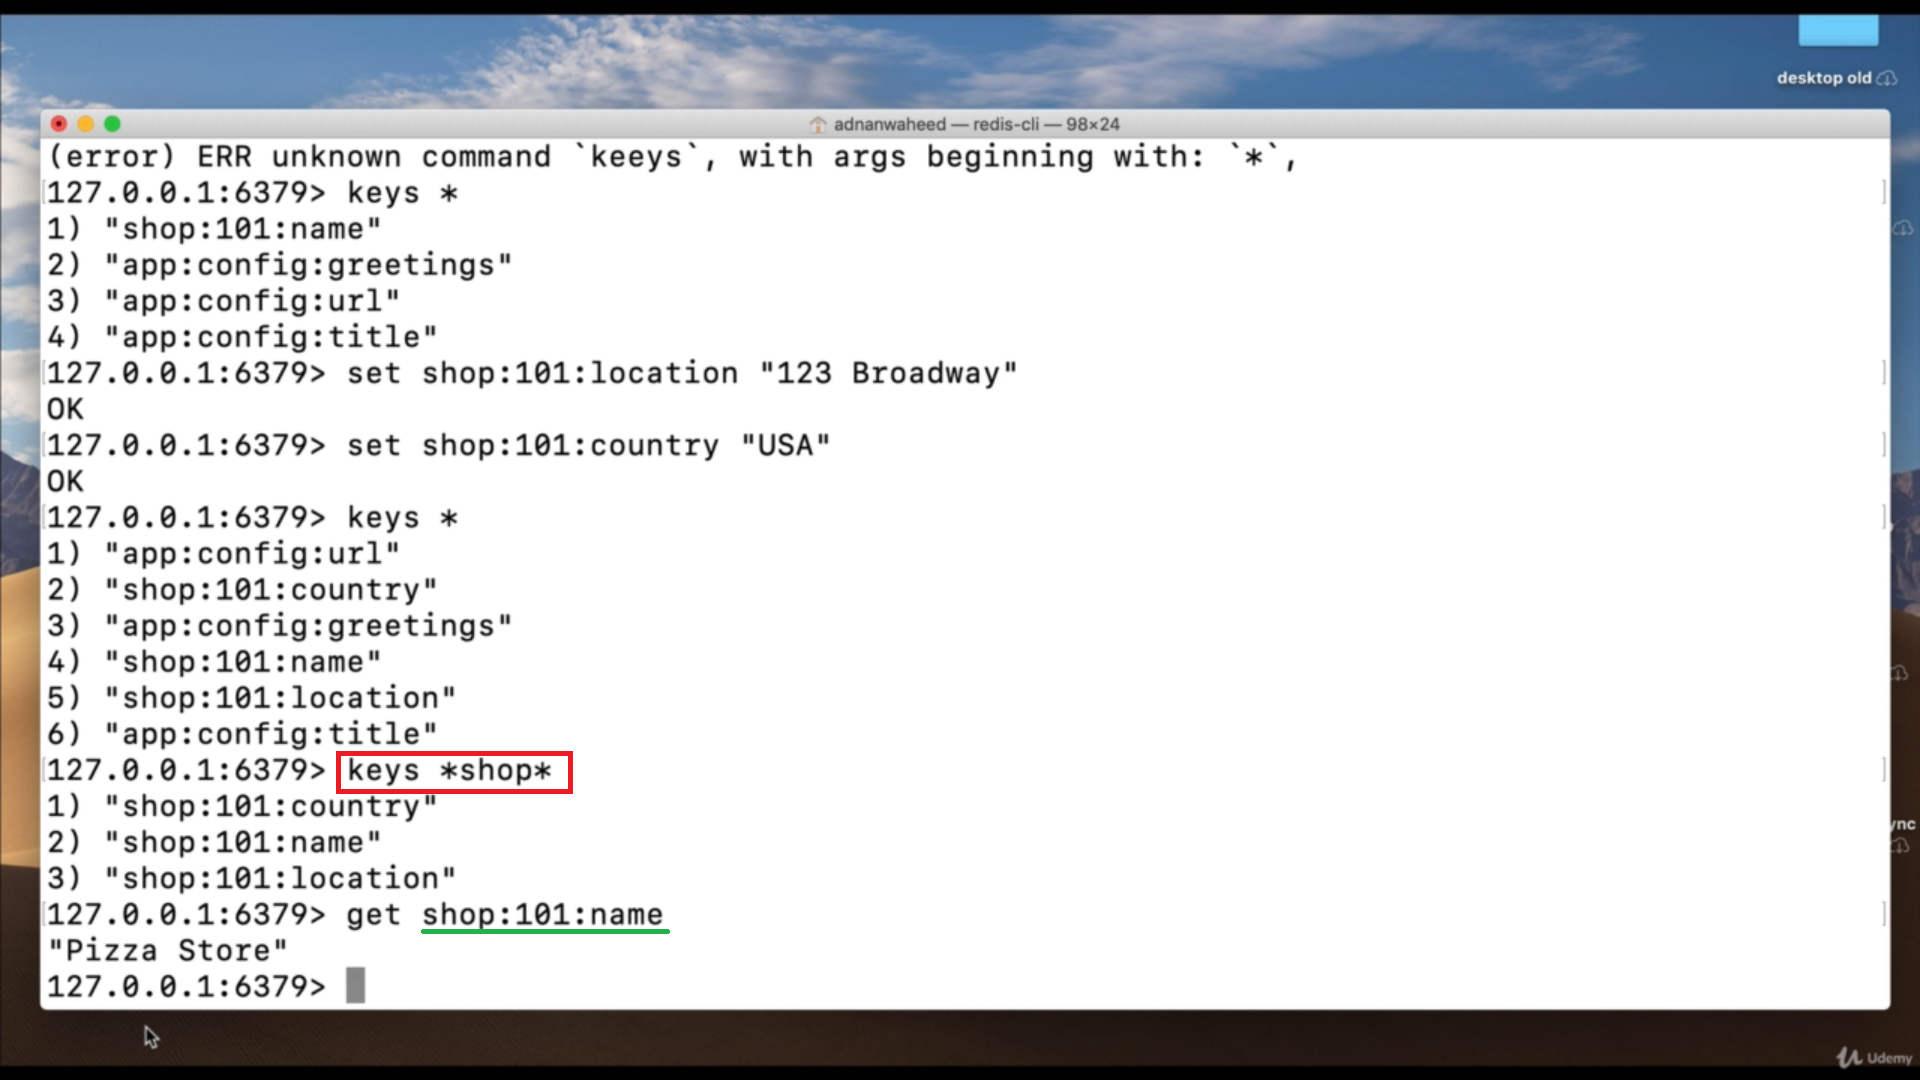 desktop old
adnanwaheed — redis-cli — 98×24
(error) ERR unknown command `keeys`, with args beginning with: `*`,
127.0.0.1:6379> keys *
1) "shop:101:name"
2) "app:config:greetings"
3) "app:config:url"
4) "app:config:title"
127.0.0.1:6379> set shop:101:location "123 Broadway"
OK
127.0.0.1:6379> set shop:101:country "USA"
OK
127.0.0.1:6379> keys *
1) "app:config:url"
2) "shop:101:country"
3) "app:config:greetings"
4) "shop:101:name"
5) "shop:101:location"
6) "app:config:title"
127.0.0.1:6379> keys *shop*
1) "shop:101:country"
2) "shop:101:name"
3) "shop:101:location"
127.0.0.1:6379> get shop:101:name
"Pizza Store"
127.0.0.1:6379>
Udemy